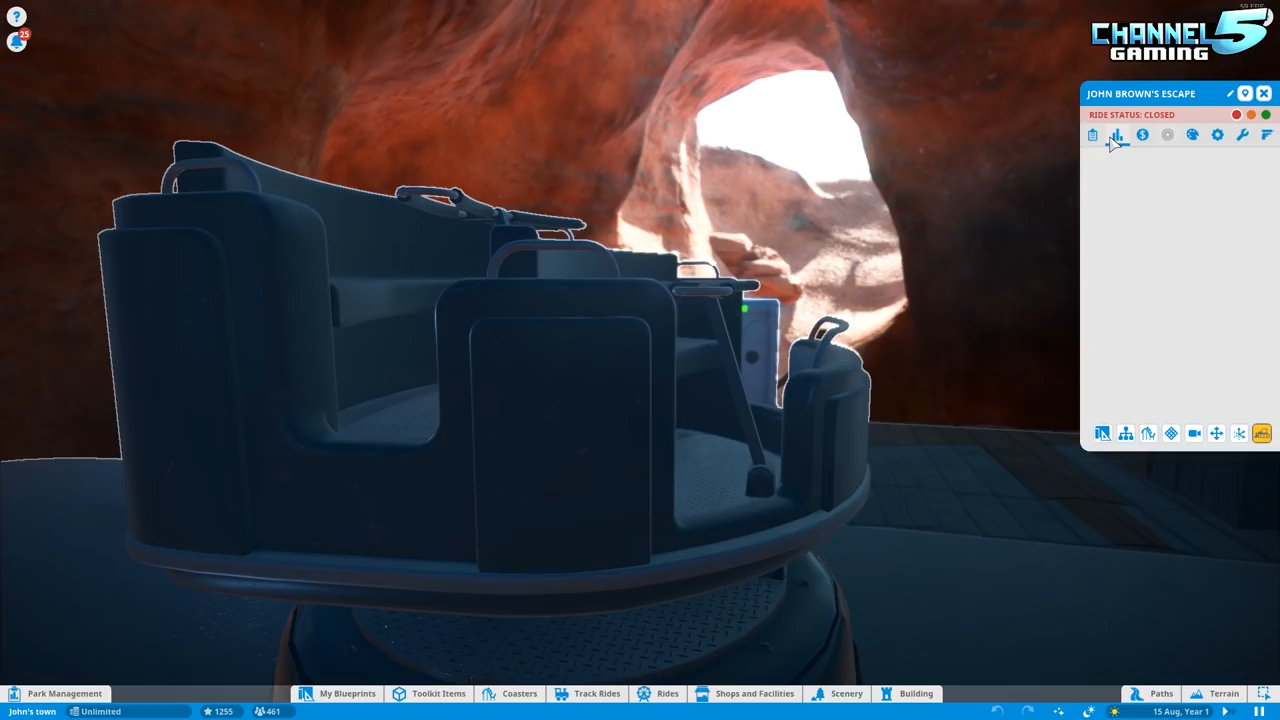 25
CHANNEL 5
GAMING
JOHN BROWN'S ESCAPE
RIDE STATUS: CLOSED
Park Management
My Blueprints
Toolkit Items
Coasters
Track Rides
Rides
Shops and Facilities
Scenery
Building
Paths
Terrain
John's town
Unlimited
1255
461
15 Aug, Year 1